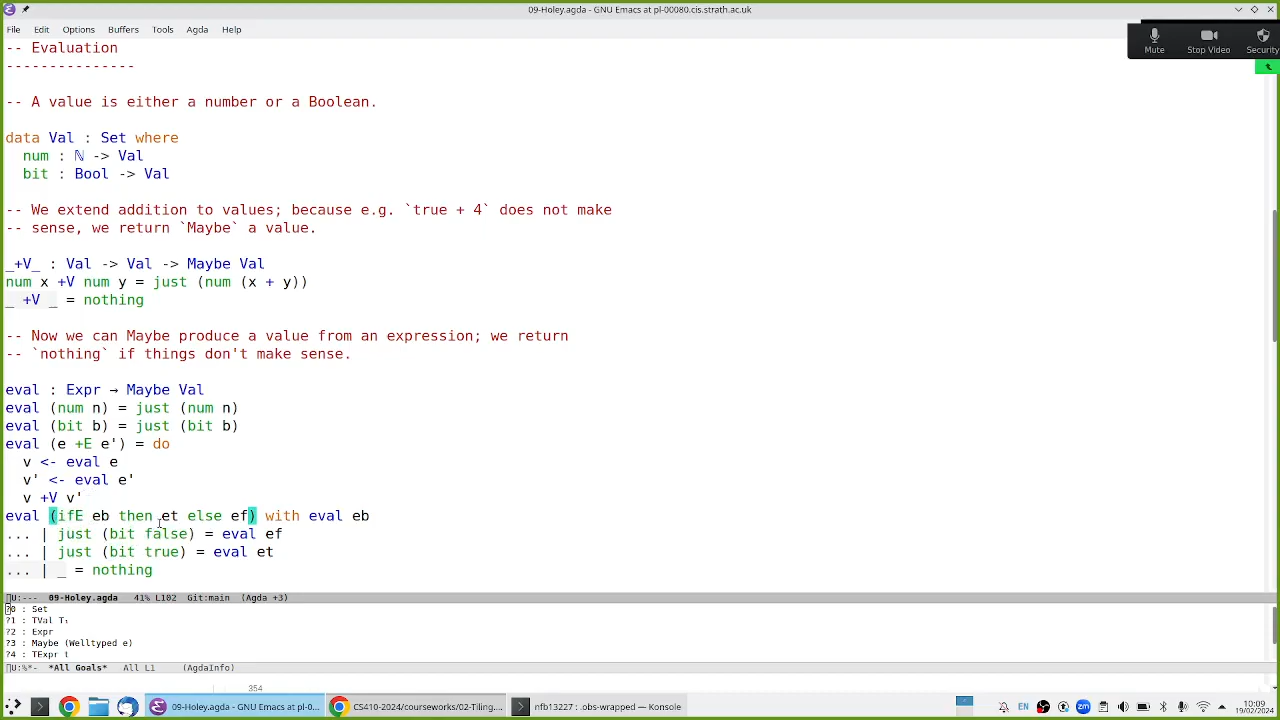 09-Holey.agda - GNU Emacs at pl-00080.cis.strath.ac.uk
File Edit Options Buffers Tools Agda Help
Mute Stop Video Security
-- Evaluation
---------------
-- A value is either a number or a Boolean.
data Val : Set where
num : ℕ -> Val
bit : Bool -> Val
-- We extend addition to values; because e.g. `true + 4` does not make
-- sense, we return `Maybe` a value.
_+V_ : Val -> Val -> Maybe Val
num x +V num y = just (num (x + y))
_ +V _ = nothing
-- Now we can Maybe produce a value from an expression; we return
-- `nothing` if things don't make sense.
eval : Expr → Maybe Val
eval (num n) = just (num n)
eval (bit b) = just (bit b)
eval (e +E e') = do
v <- eval e
v' <- eval e'
v +V v'
eval (ifE eb then et else ef) with eval eb
... | just (bit false) = eval ef
... | just (bit true) = eval et
... | _ = nothing
U:--- 09-Holey.agda 41% L102 Git:main (Agda +3)
?0 : Set
?1 : TVal T₁
?2 : Expr
?3 : Maybe (Welltyped e)
?4 : TExpr t
U:%*- *All Goals* All L1 (AgdaInfo)
354
09-Holey.agda - GNU Emacs at pl-0...
CS410-2324/courseworks/02-Tiling...
nfb13227 : .obs-wrapped — Konsole
EN
10:09
19/02/2024